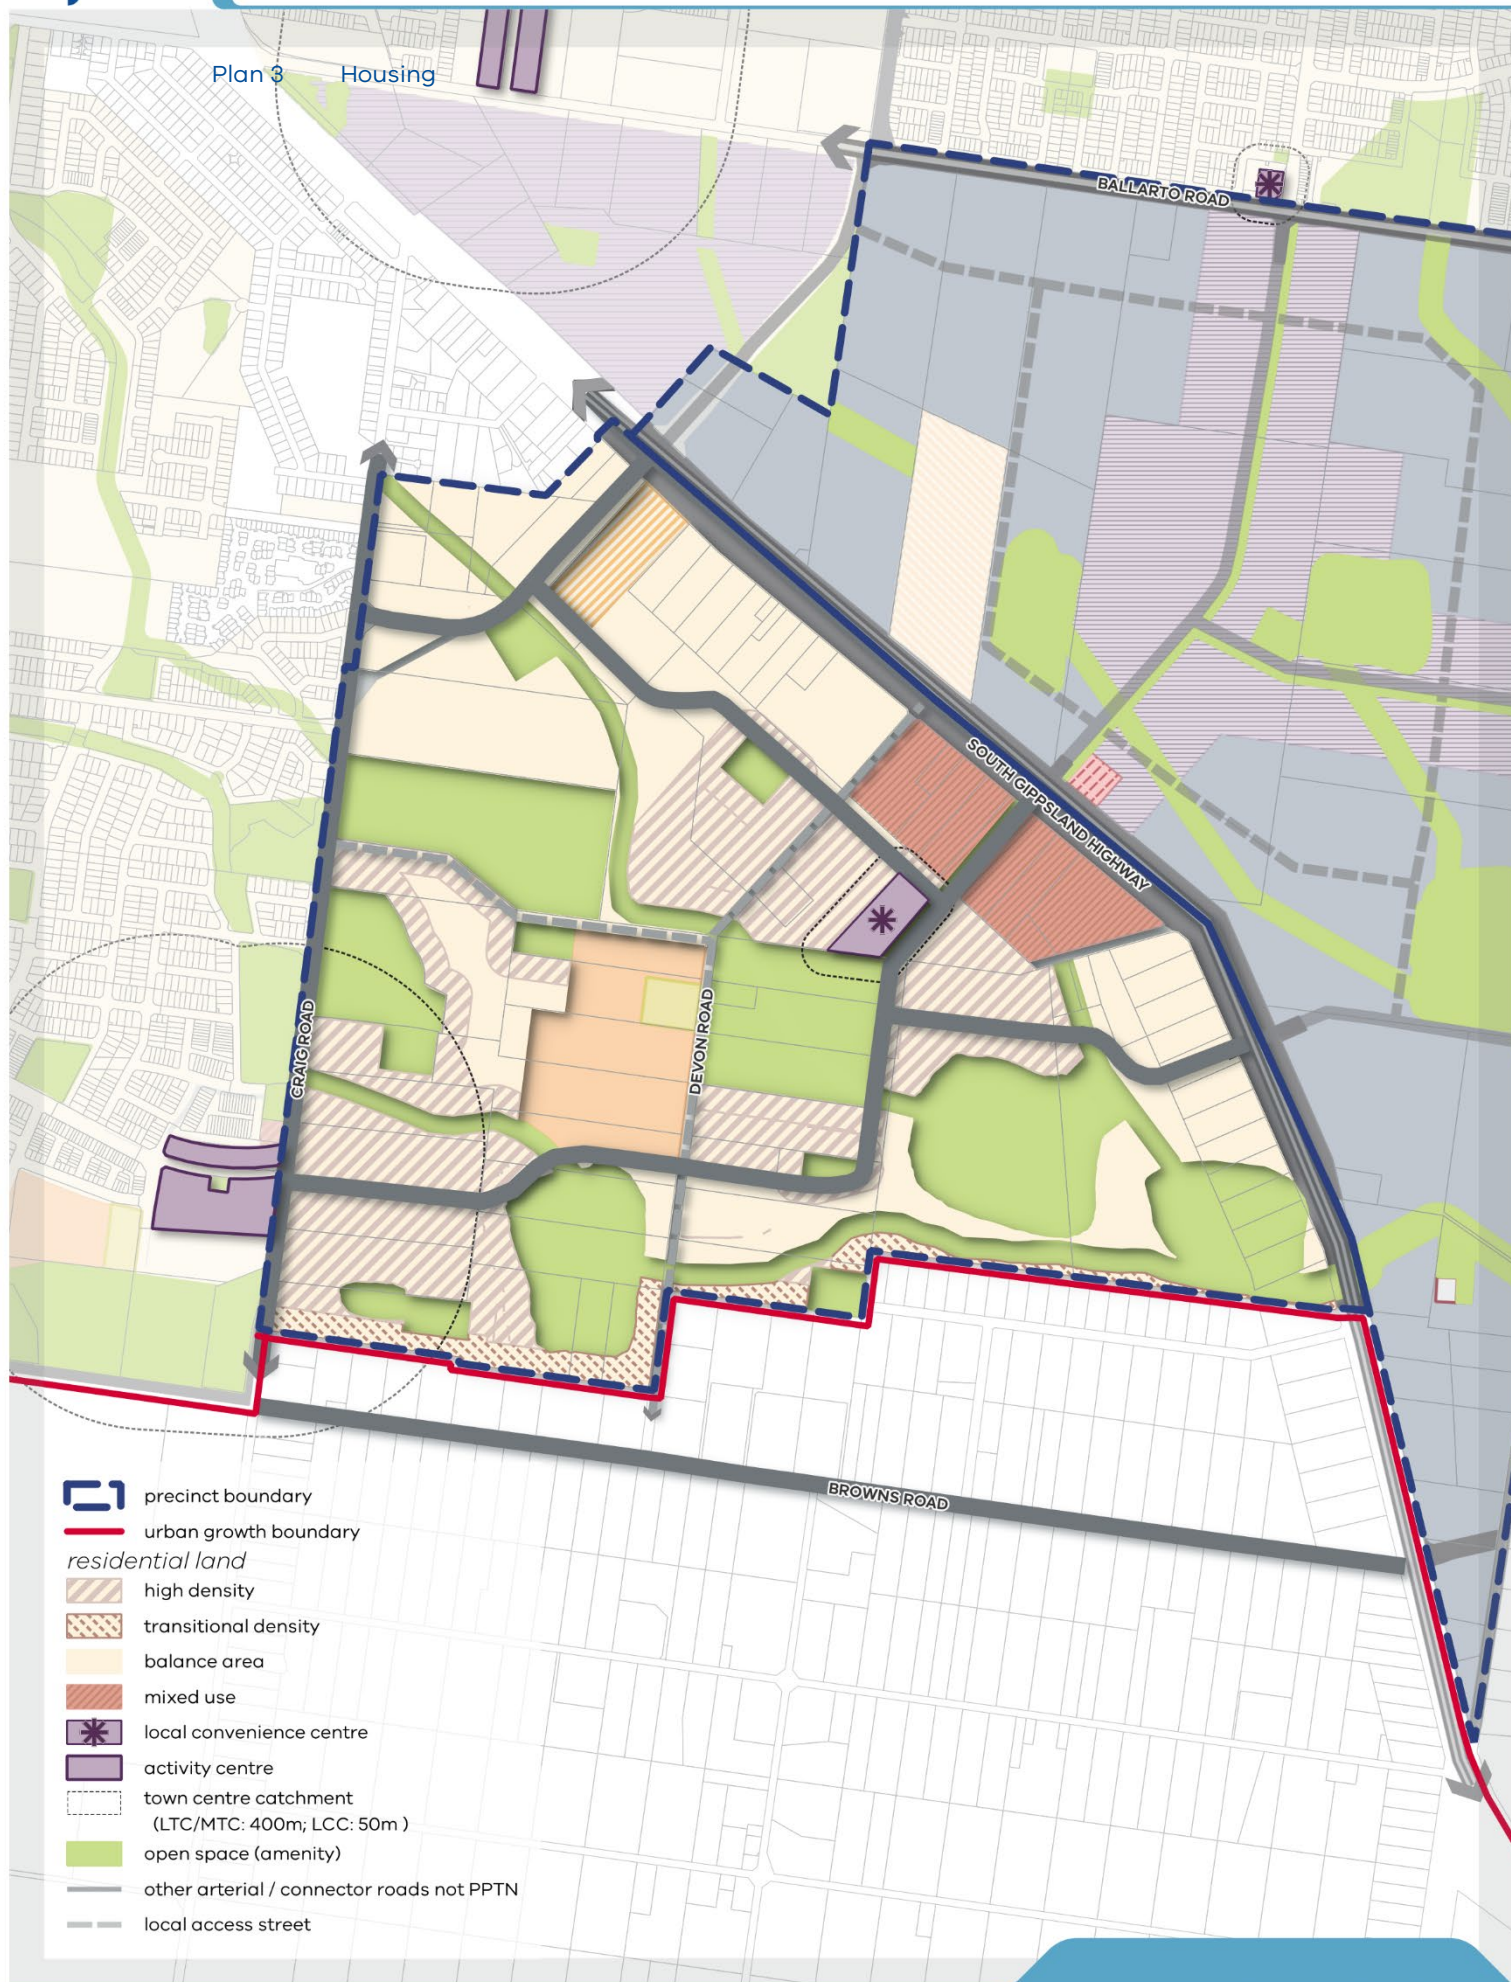 Plan 3 Housing
BALLARTO ROAD
SOUTH GIPPSLAND HIGHWAY
CRAIG ROAD
DEVON ROAD
BROWNS ROAD
precinct boundary
urban growth boundary
residential land
high density
transitional density
balance area
mixed use
local convenience centre
activity centre
town centre catchment
(LTC/MTC: 400m; LCC: 50m )
open space (amenity)
other arterial / connector roads not PPTN
local access street